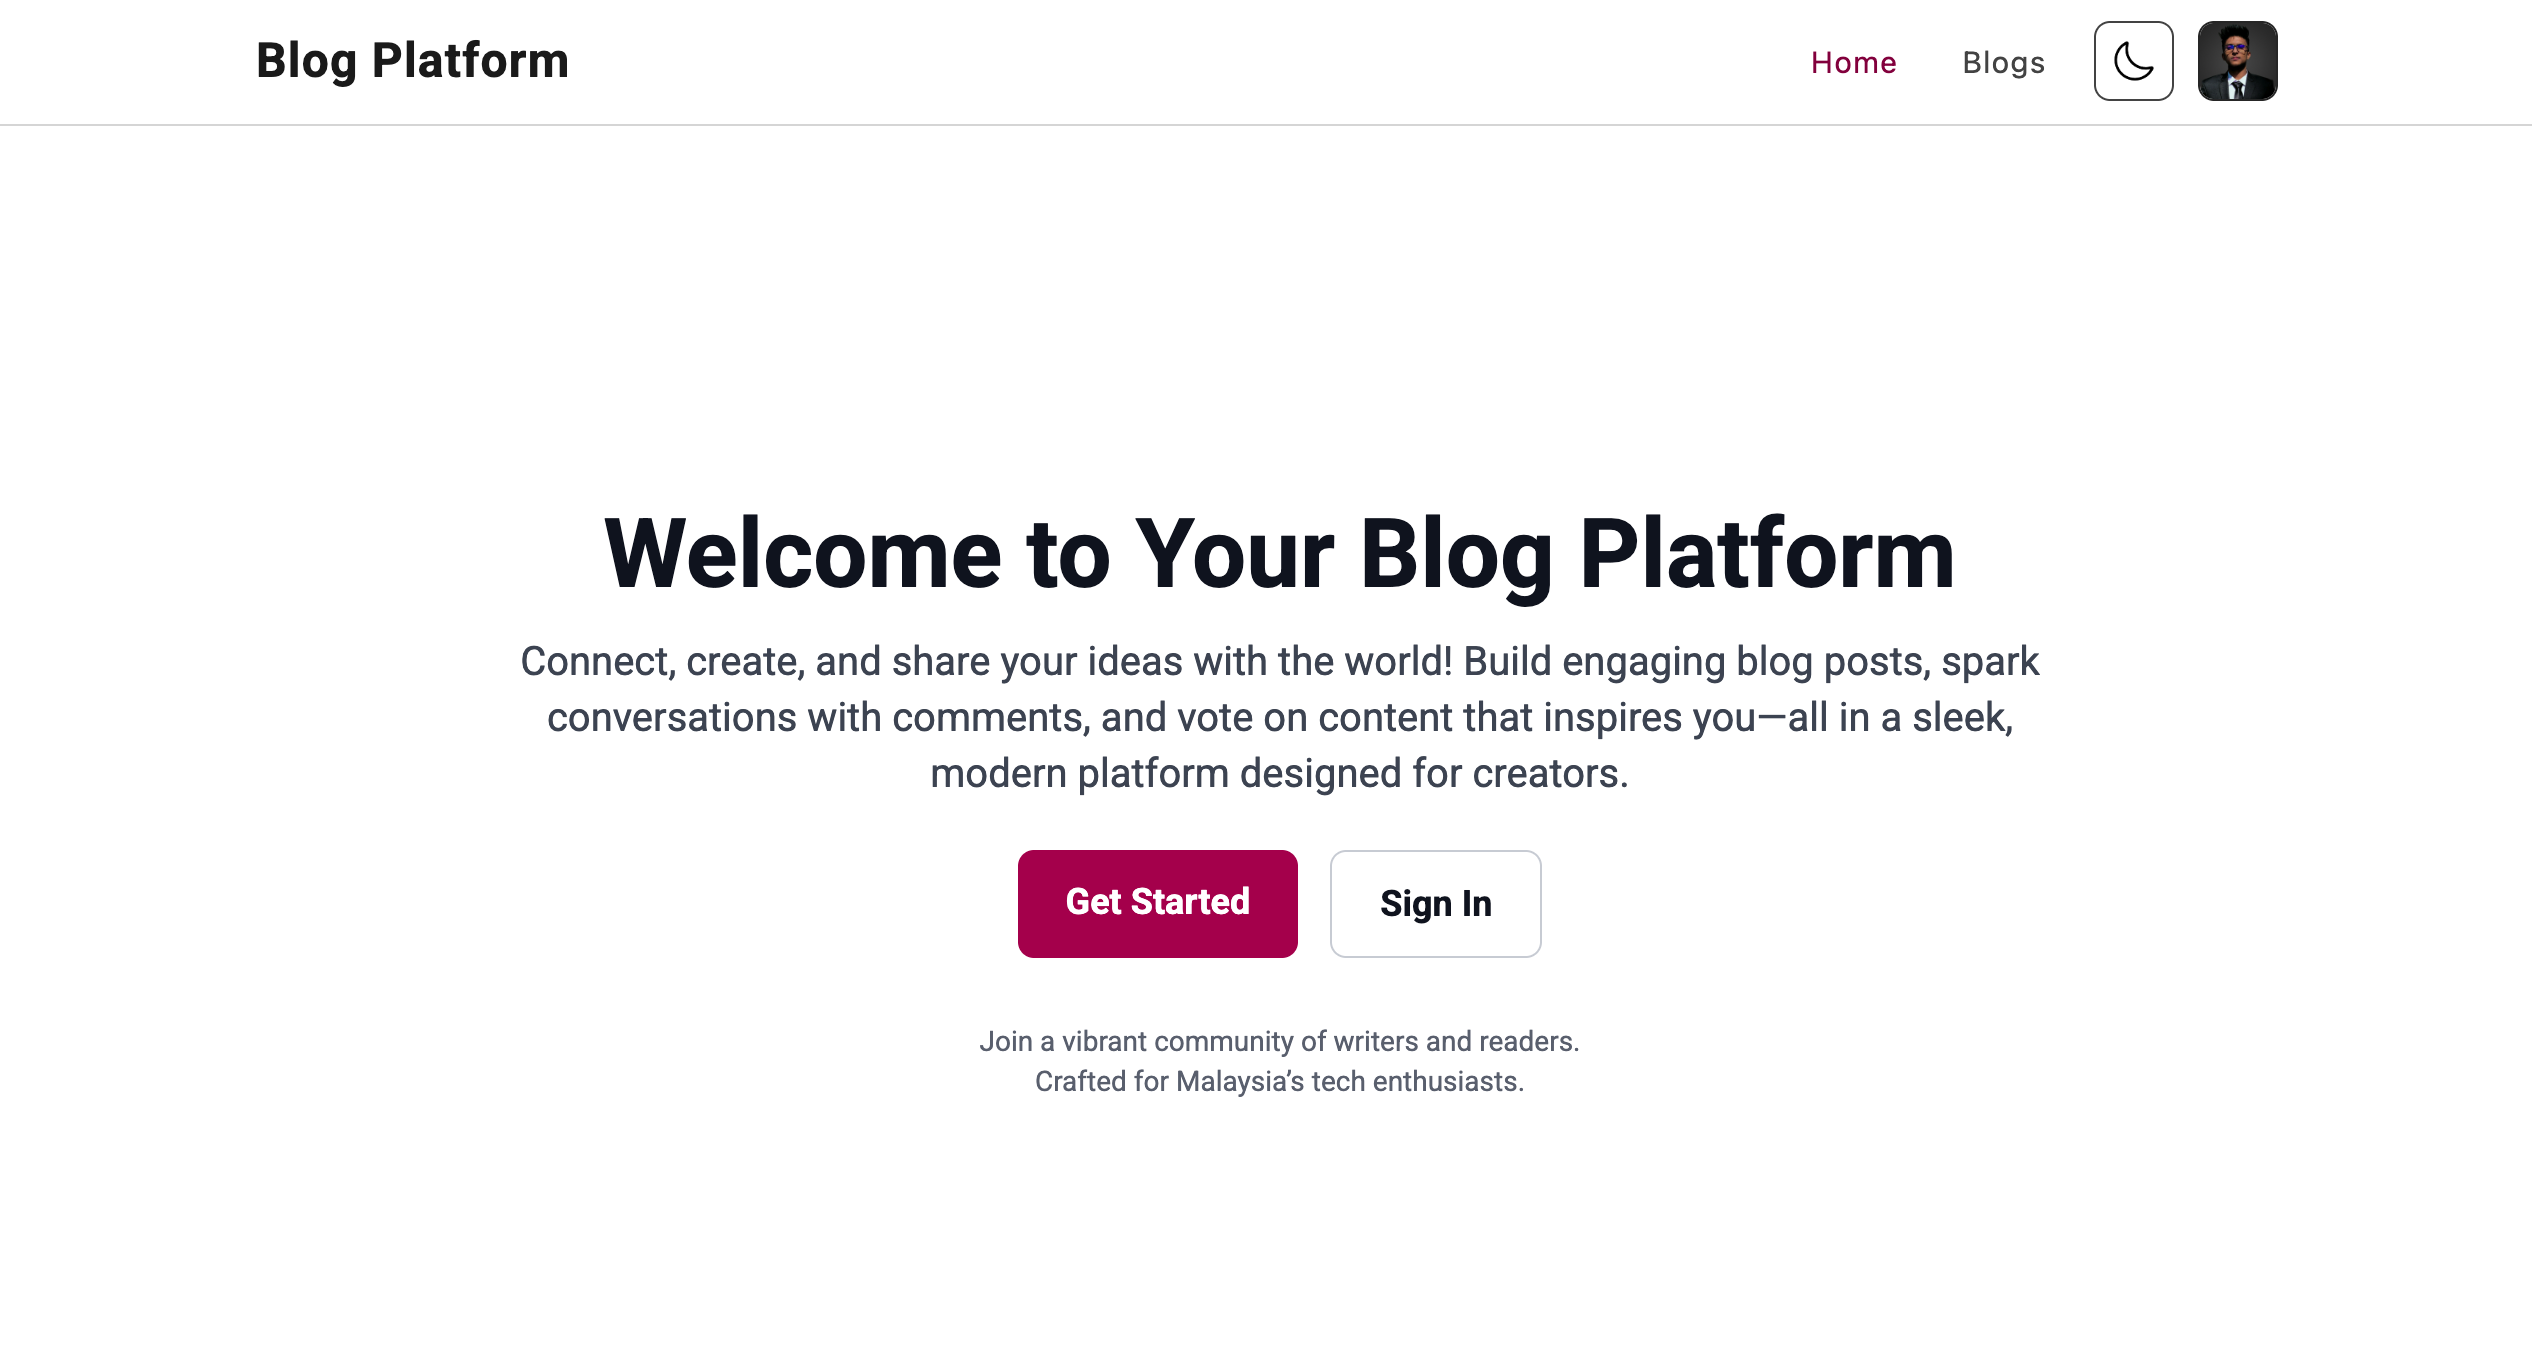 Blog Platform
Home
Blogs
Welcome to Your Blog Platform
Connect, create, and share your ideas with the world! Build engaging blog posts, spark
conversations with comments, and vote on content that inspires you—all in a sleek,
modern platform designed for creators.
Get Started
Sign In
Join a vibrant community of writers and readers.
Crafted for Malaysia’s tech enthusiasts.